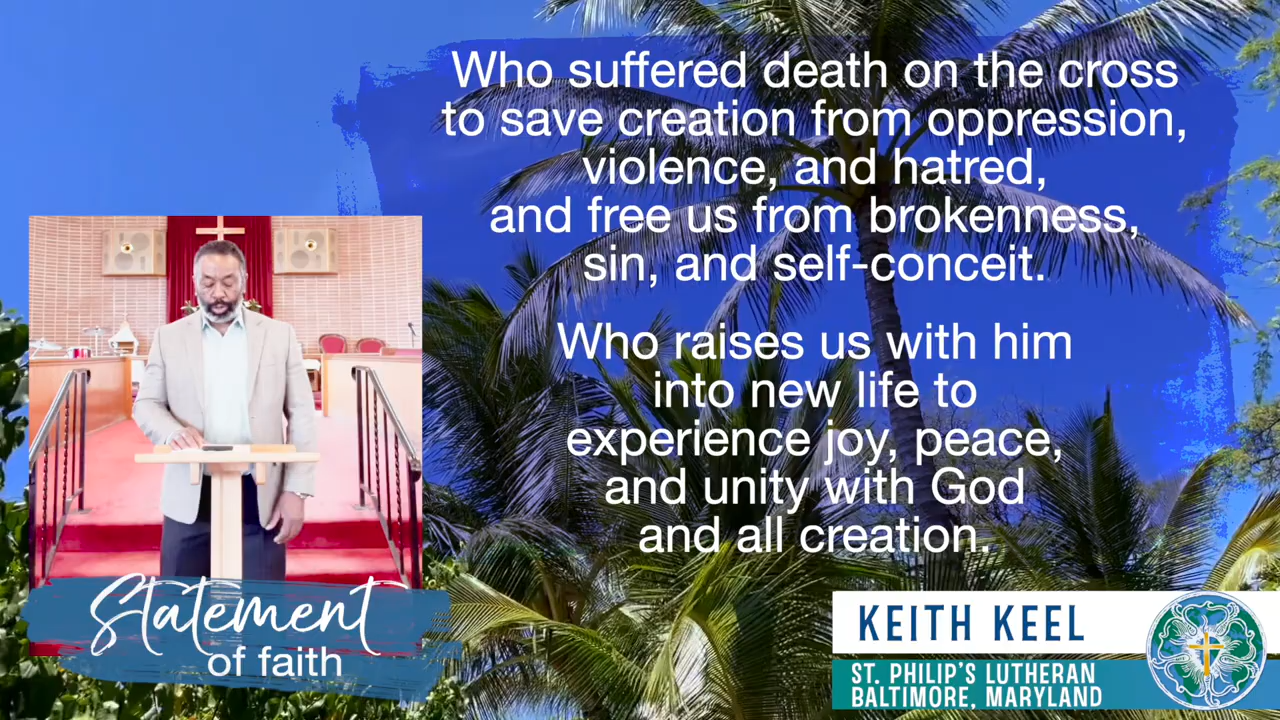 Who suffered death on the cross
to save creation from oppression,
violence, and hatred,
and free us from brokenness,
sin, and self-conceit.
Who raises us with him
into new life to
experience joy, peace,
and unity with God
and all creation.
Statement
of faith
KEITH KEEL
ST. PHILIP'S LUTHERAN
BALTIMORE, MARYLAND